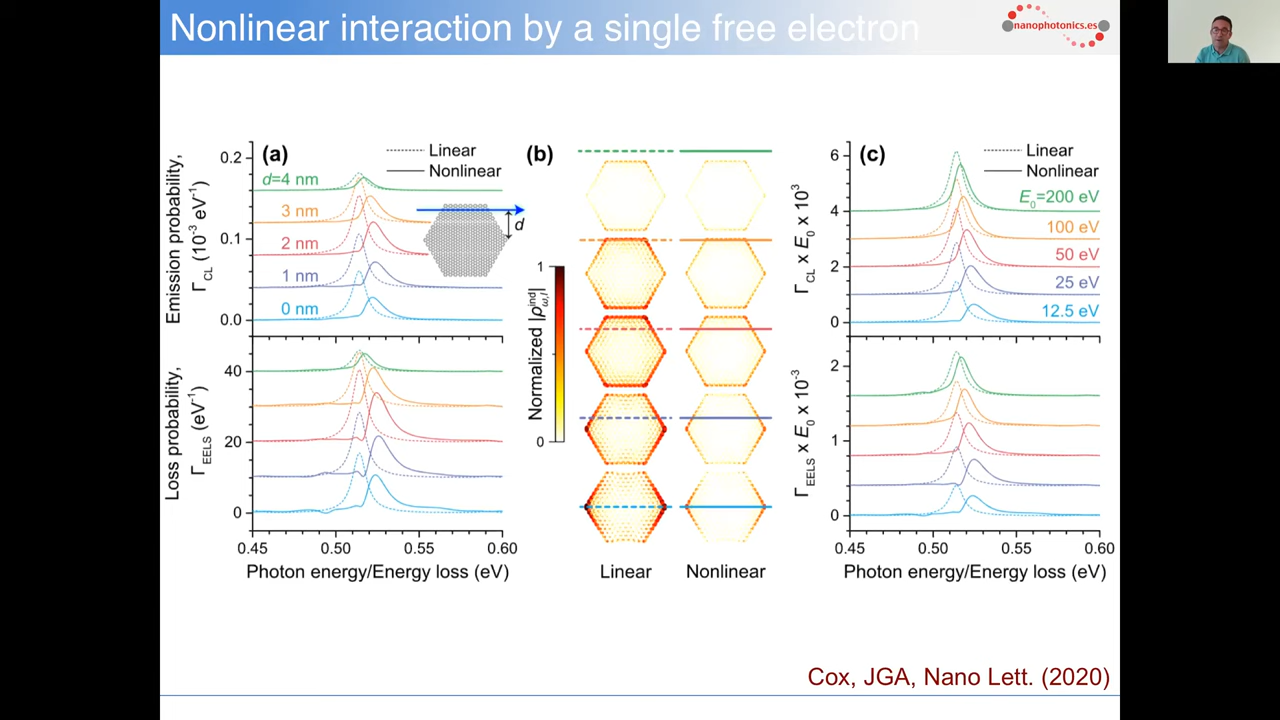 Nonlinear interaction by a single free electron
nanophotonics.es
(a)
Linear
Nonlinear
Emission probability,
Γ_CL (10⁻³ eV⁻¹)
0.2
0.1
0.0
d=4 nm
3 nm
2 nm
1 nm
0 nm
d
Loss probability,
Γ_EELS (eV⁻¹)
40
20
0
0.45 0.50 0.55 0.60
Photon energy/Energy loss (eV)
(b)
Normalized |ρ^ind_ω,l|
1
0
Linear Nonlinear
(c)
Linear
Nonlinear
Γ_CL x E₀ x 10³
6
4
2
0
E₀=200 eV
100 eV
50 eV
25 eV
12.5 eV
Γ_EELS x E₀ x 10⁻³
2
1
0
0.45 0.50 0.55 0.60
Photon energy/Energy loss (eV)
Cox, JGA, Nano Lett. (2020)